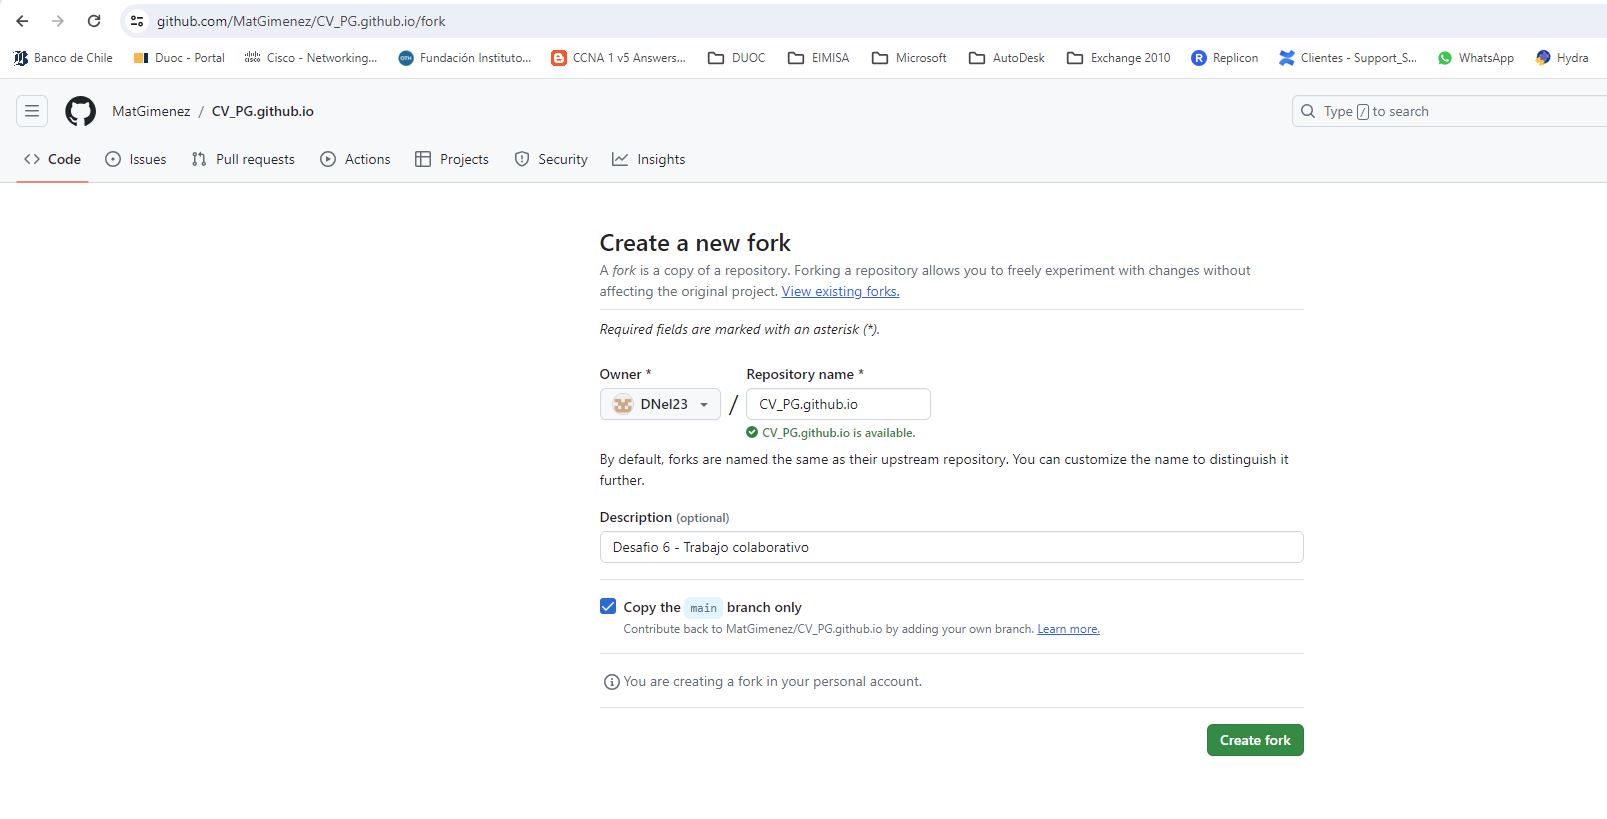 github.com/MatGimenez/CV_PG.github.io/fork
Banco de Chile Duoc - Portal Cisco - Networking... Fundación Instituto... CCNA 1 v5 Answers... DUOC EIMISA Microsoft AutoDesk Exchange 2010 Replicon Clientes - Support_S... WhatsApp Hydra
MatGimenez / CV_PG.github.io Type / to search
Code Issues Pull requests Actions Projects Security Insights
Create a new fork
A fork is a copy of a repository. Forking a repository allows you to freely experiment with changes without
affecting the original project. View existing forks.
Required fields are marked with an asterisk (*).
Owner * Repository name *
DNel23 / CV_PG.github.io
CV_PG.github.io is available.
By default, forks are named the same as their upstream repository. You can customize the name to distinguish it
further.
Description (optional)
Desafio 6 - Trabajo colaborativo
Copy the main branch only
Contribute back to MatGimenez/CV_PG.github.io by adding your own branch. Learn more.
You are creating a fork in your personal account.
Create fork